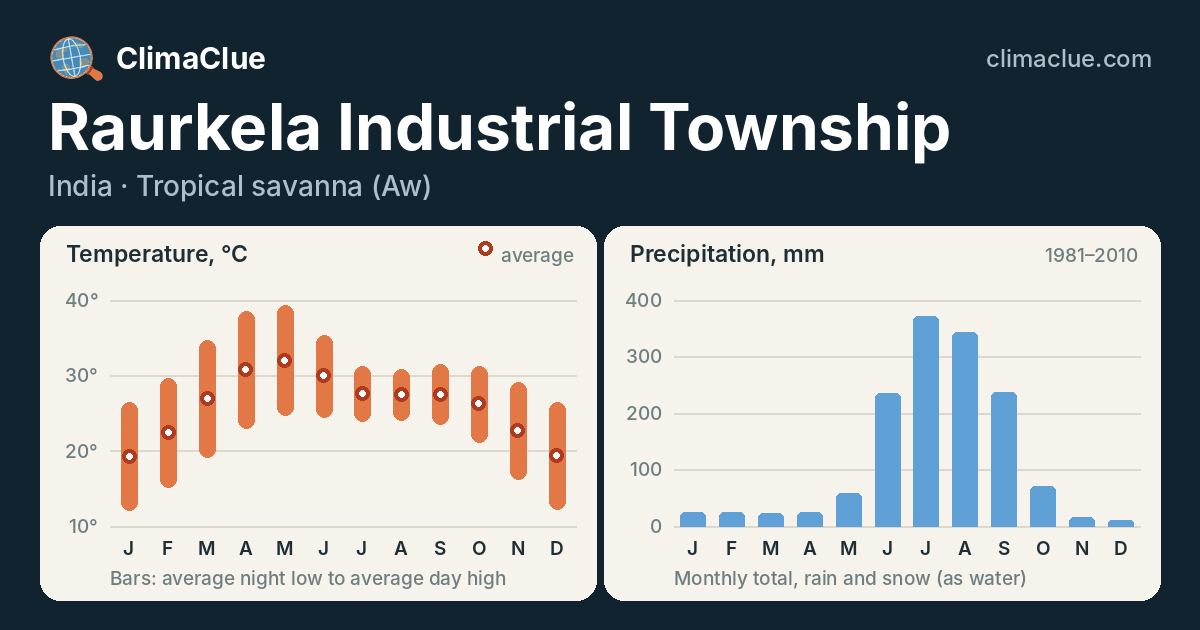 ClimaClue
climaclue.com
Raurkela Industrial Township
India · Tropical savanna (Aw)
Temperature, °C
average
40°
30°
20°
10°
J F M A M J J A S O N D
Bars: average night low to average day high
Precipitation, mm
1981–2010
400
300
200
100
0
J F M A M J J A S O N D
Monthly total, rain and snow (as water)